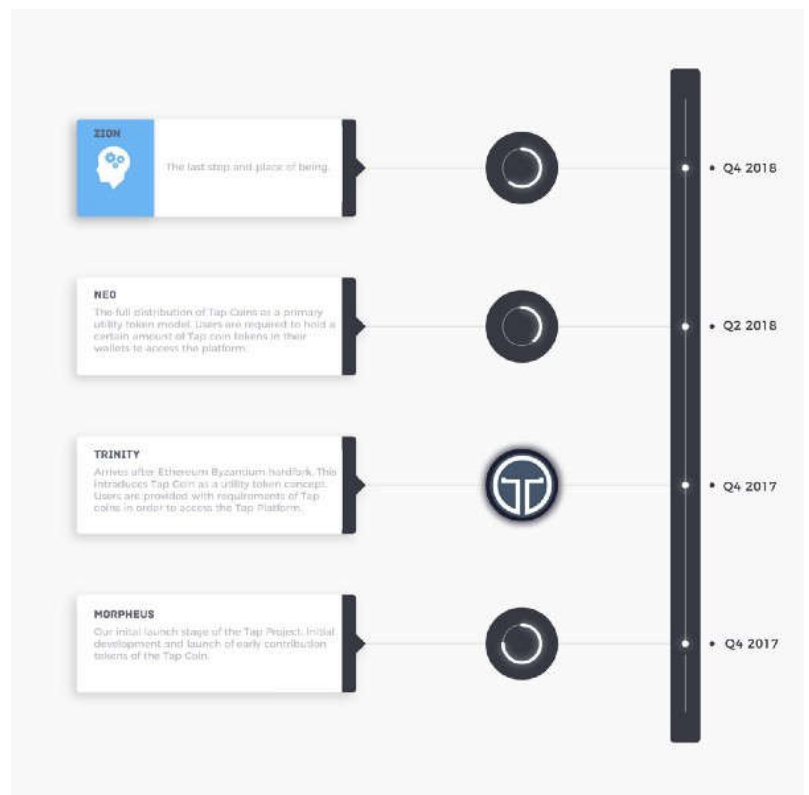 ZION
The last step and place of being.
Q4 2018
NEO
The full distribution of Tap Coins as a primary
utility token model. Users are required to hold a
certain amount of Tap coin tokens in their
wallets to access the platform.
Q2 2018
TRINITY
Arrives after Ethereum Byzantium hardfork. This
introduces Tap Coin as a utility token concept.
Users are provided with requirements of Tap
coins in order to access the Tap Platform.
Q4 2017
MORPHEUS
Our inital launch stage of the Tap Project. Initial
development and launch of early contribution
tokens of the Tap Coin.
Q4 2017